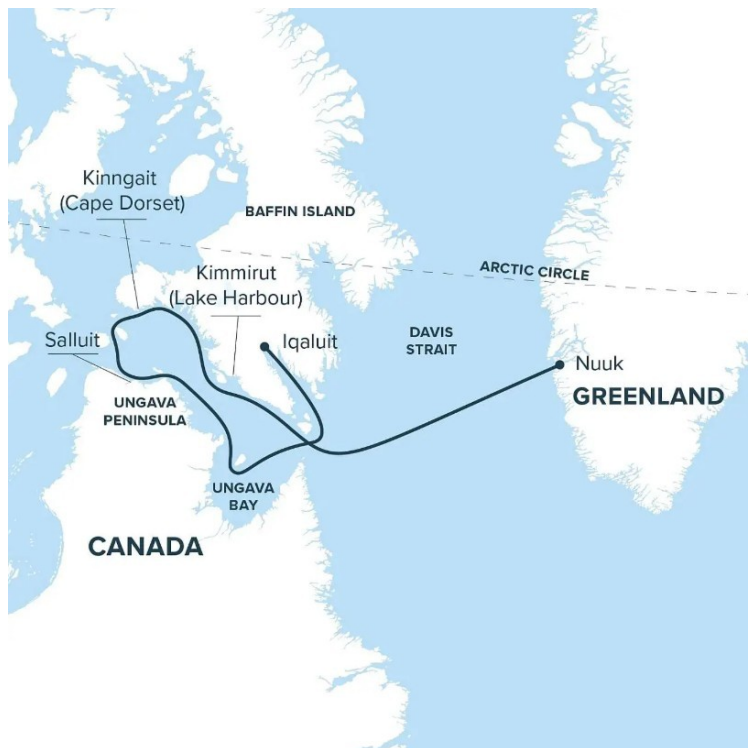 Kinngait
(Cape Dorset)
BAFFIN ISLAND
Kimmirut
(Lake Harbour)
ARCTIC CIRCLE
Salluit
Iqaluit
DAVIS
STRAIT
Nuuk
GREENLAND
UNGAVA
PENINSULA
UNGAVA
BAY
CANADA